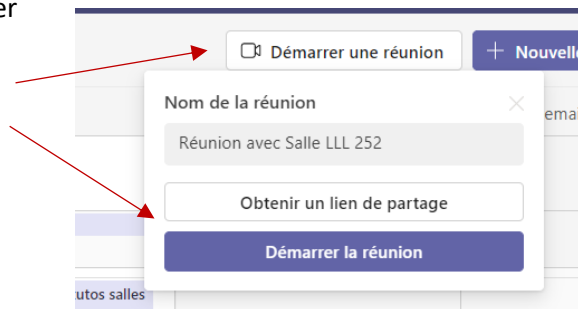 er
Démarrer une réunion
+ Nouvelle
Nom de la réunion
emar
Réunion avec Salle LLL 252
Obtenir un lien de partage
Démarrer la réunion
utos salles